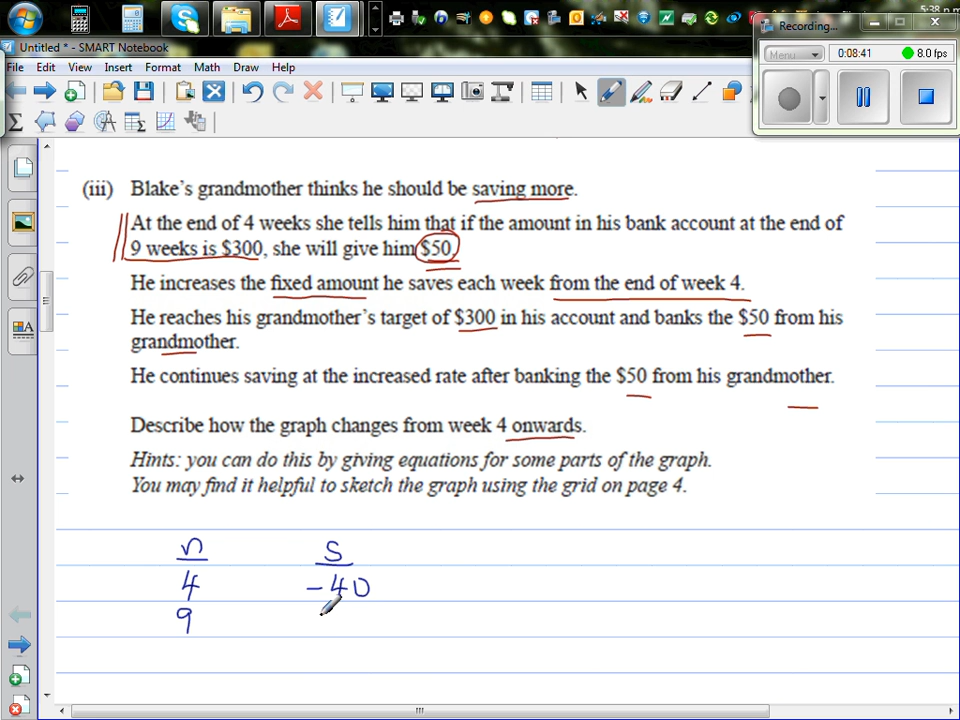 5:38 p.m
Recording...
Untitled * - SMART Notebook
Menu
0:08:41
8.0 fps
File Edit View Insert Format Math Draw Help
(iii) Blake's grandmother thinks he should be saving more.
At the end of 4 weeks she tells him that if the amount in his bank account at the end of
9 weeks is $300, she will give him $50.
He increases the fixed amount he saves each week from the end of week 4.
He reaches his grandmother's target of $300 in his account and banks the $50 from his
grandmother.
He continues saving at the increased rate after banking the $50 from his grandmother.
Describe how the graph changes from week 4 onwards.
Hints: you can do this by giving equations for some parts of the graph.
You may find it helpful to sketch the graph using the grid on page 4.
n S
4 -40
9